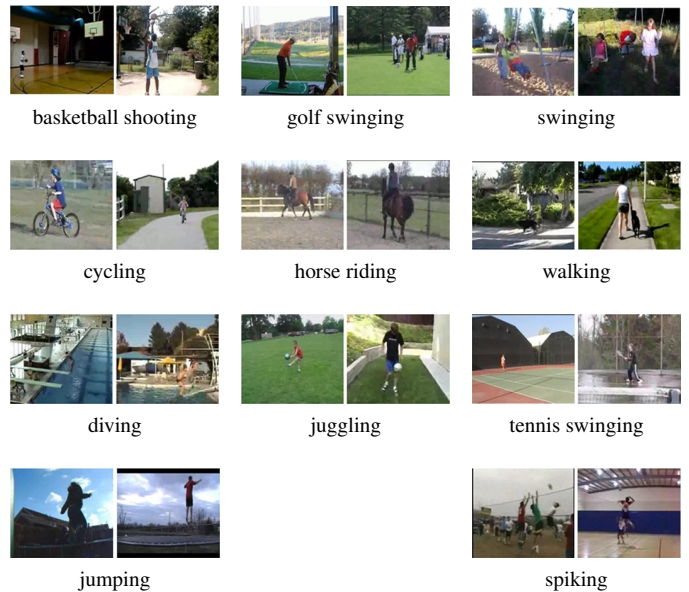 basketball shooting
golf swinging
swinging
cycling
horse riding
walking
diving
juggling
tennis swinging
jumping
spiking